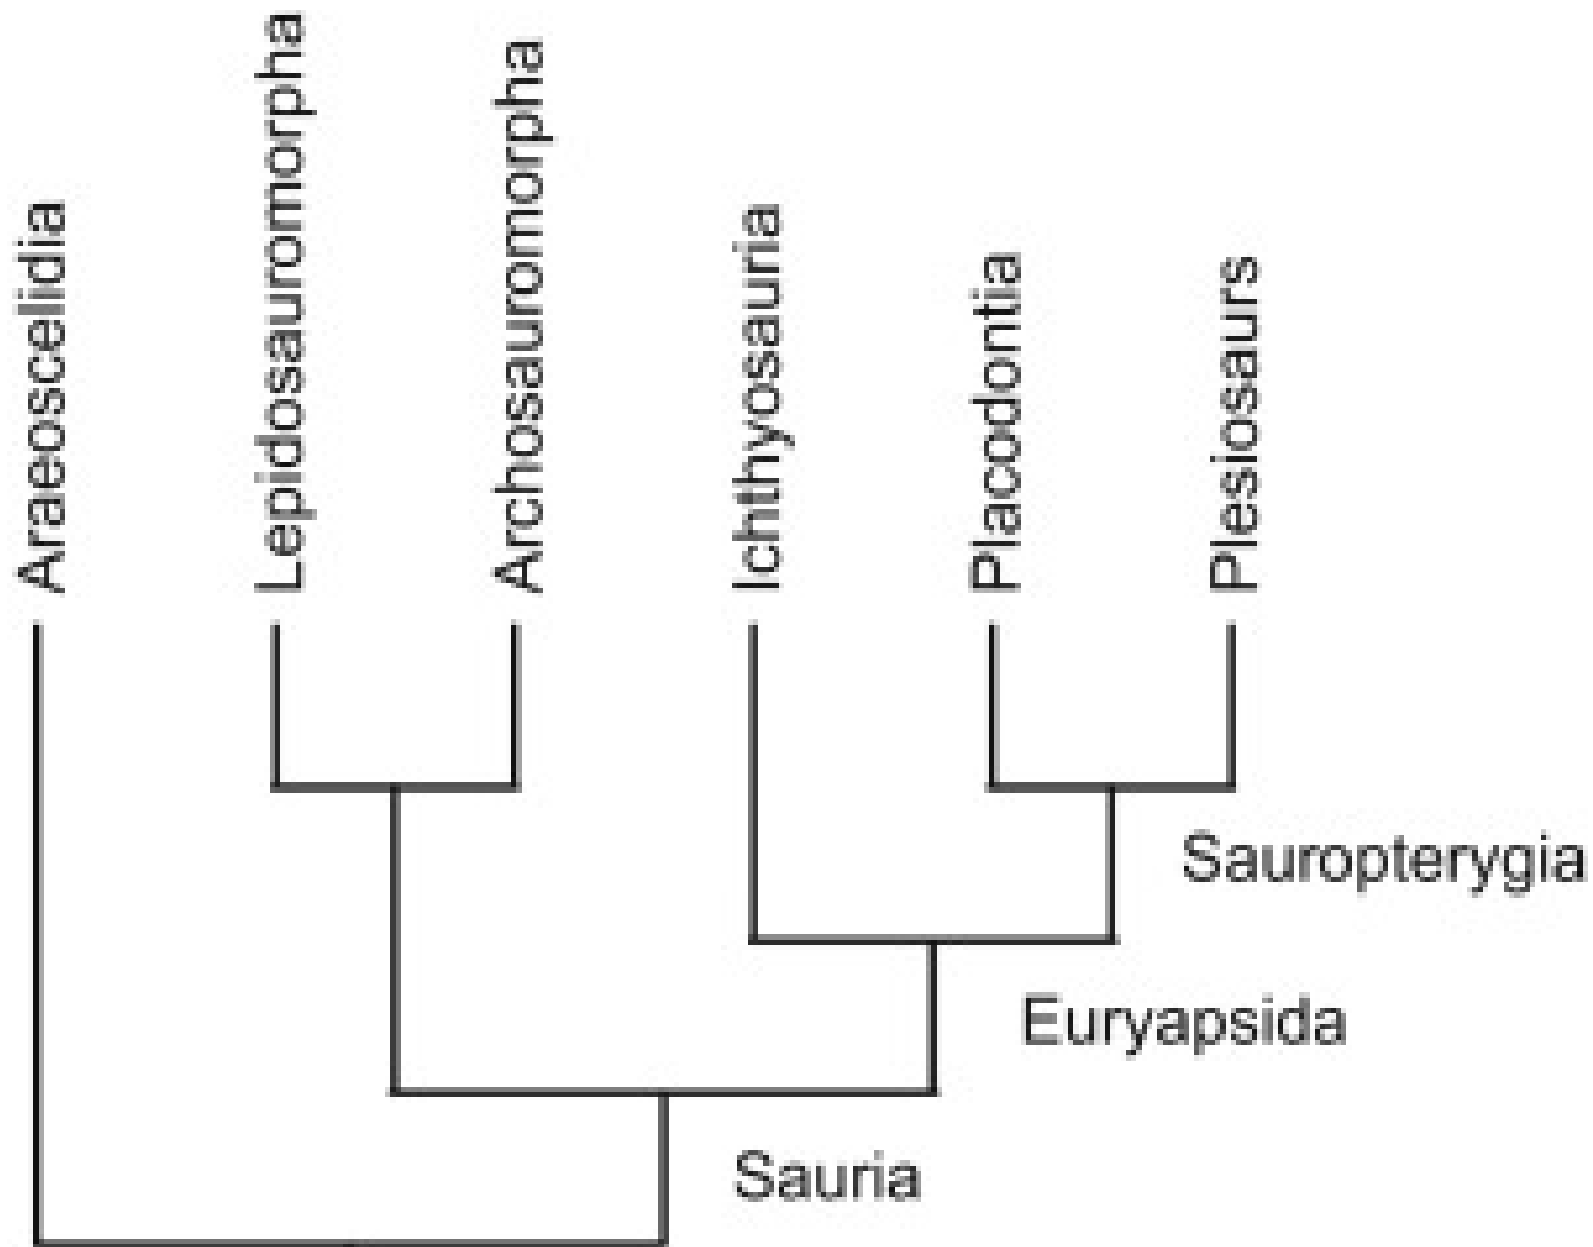 Araeoscelidia
Lepidosauromorpha
Archosauromorpha
Ichthyosauria
Placodontia
Plesiosaurs
Sauropterygia
Euryapsida
Sauria